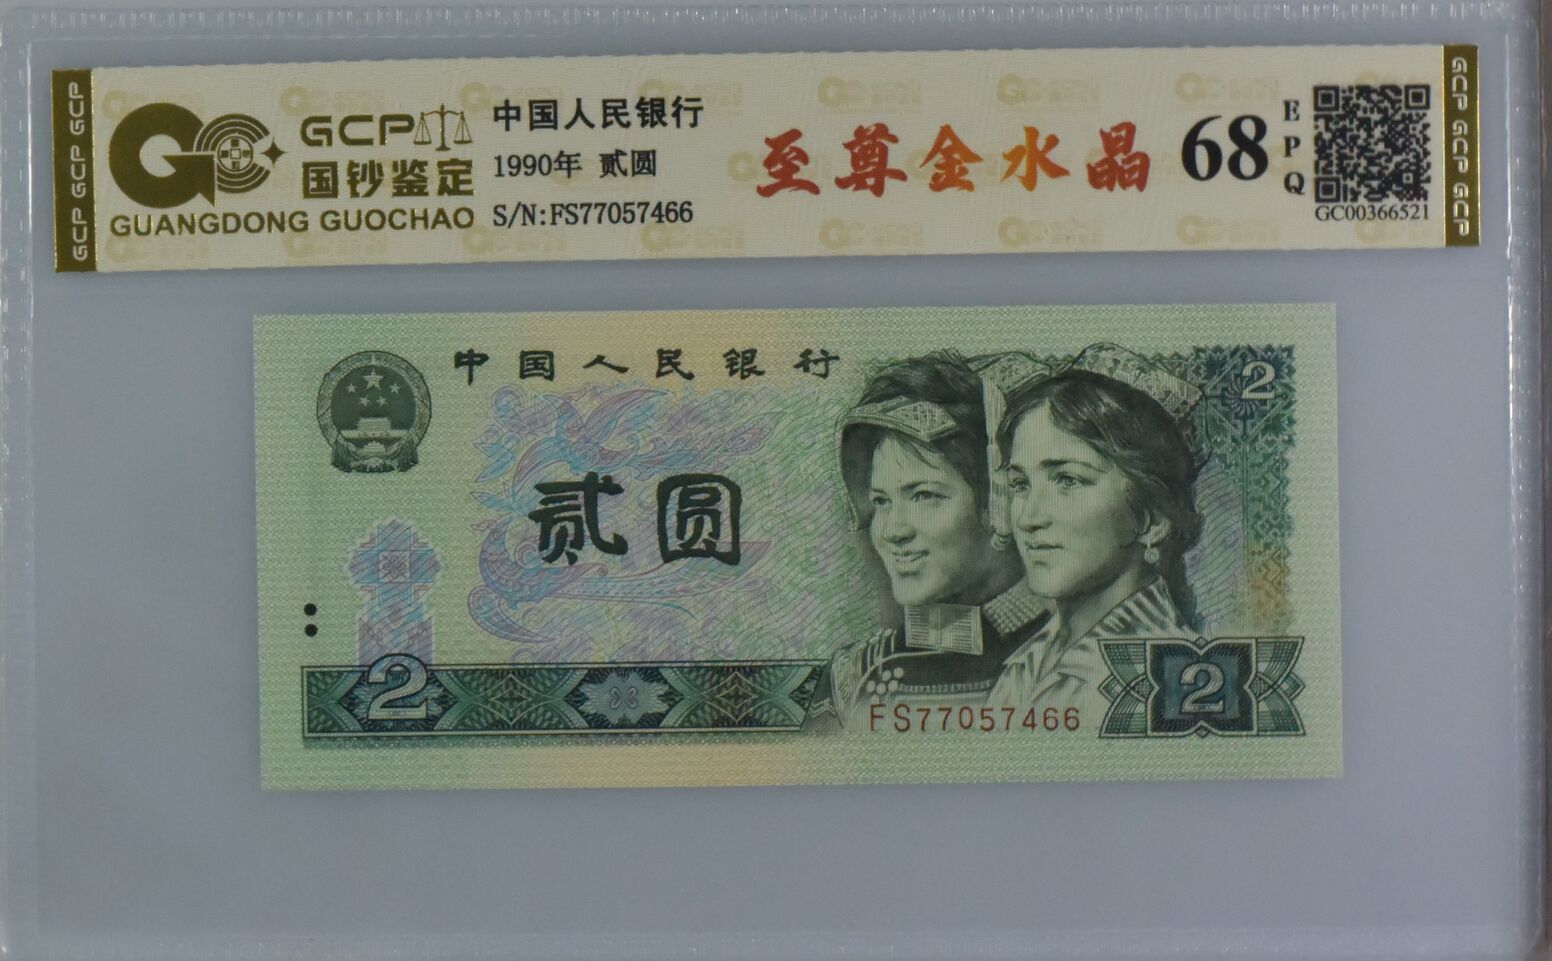 GCP GCP GCP
GCP
国钞鉴定
GUANGDONG GUOCHAO
中国人民银行
1990年 贰圆
S/N:FS77057466
至尊金水晶
68
EPQ
GC00366521
GCP GCP GCP
中国人民银行
2
贰圆
2
FS77057466
2